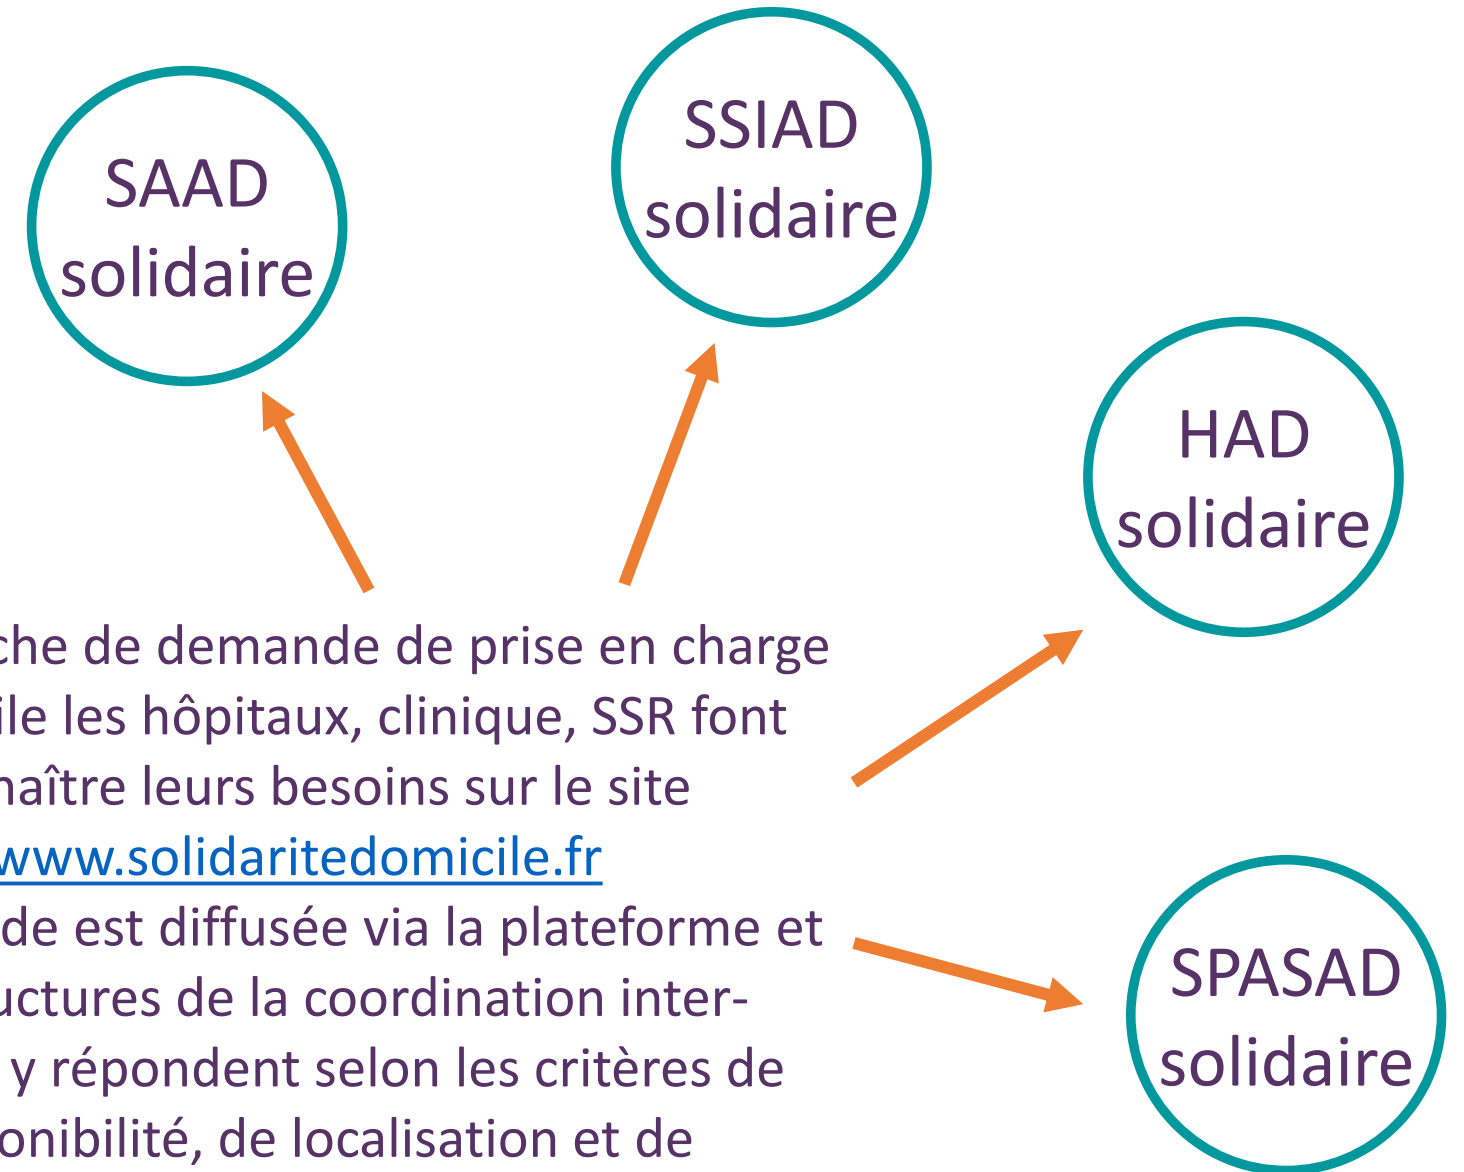 SAAD
solidaire
SSIAD
solidaire
HAD
solidaire
che de demande de prise en charge
ile les hôpitaux, clinique, SSR font
naître leurs besoins sur le site
www.solidaritedomicile.fr
de est diffusée via la plateforme et
uctures de la coordination inter-
y répondent selon les critères de
onibilité, de localisation et de
SPASAD
solidaire